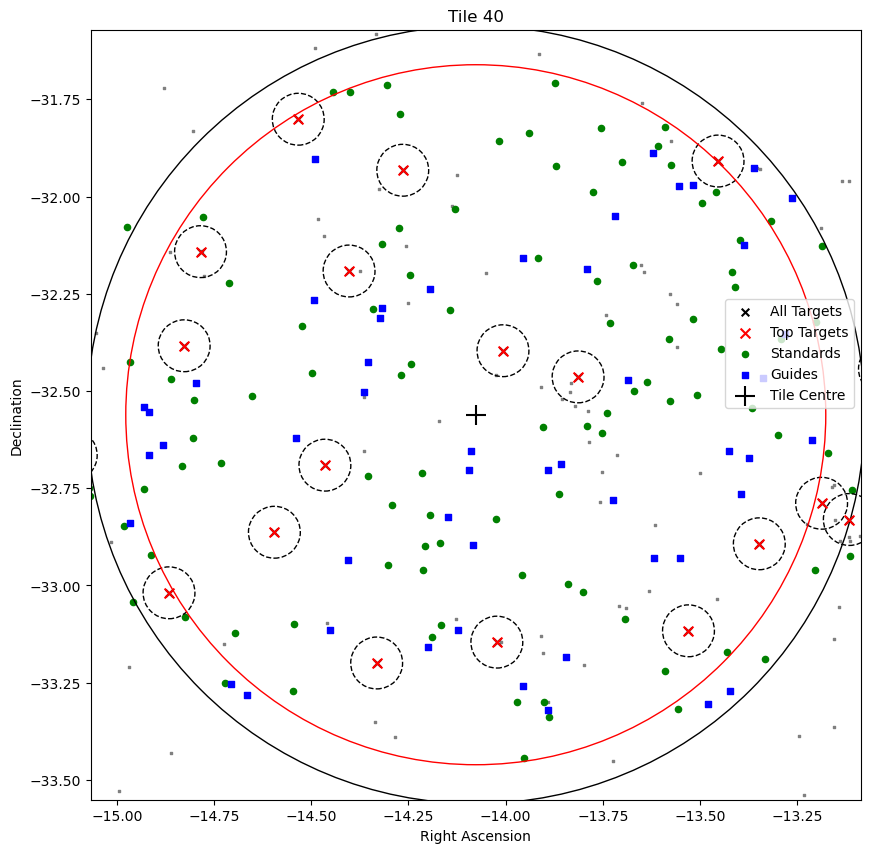 Tile 40
−31.75
−32.00
−32.25
−32.50
−32.75
−33.00
−33.25
−33.50
Declination
All Targets
Top Targets
Standards
Guides
Tile Centre
−15.00 −14.75 −14.50 −14.25 −14.00 −13.75 −13.50 −13.25
Right Ascension